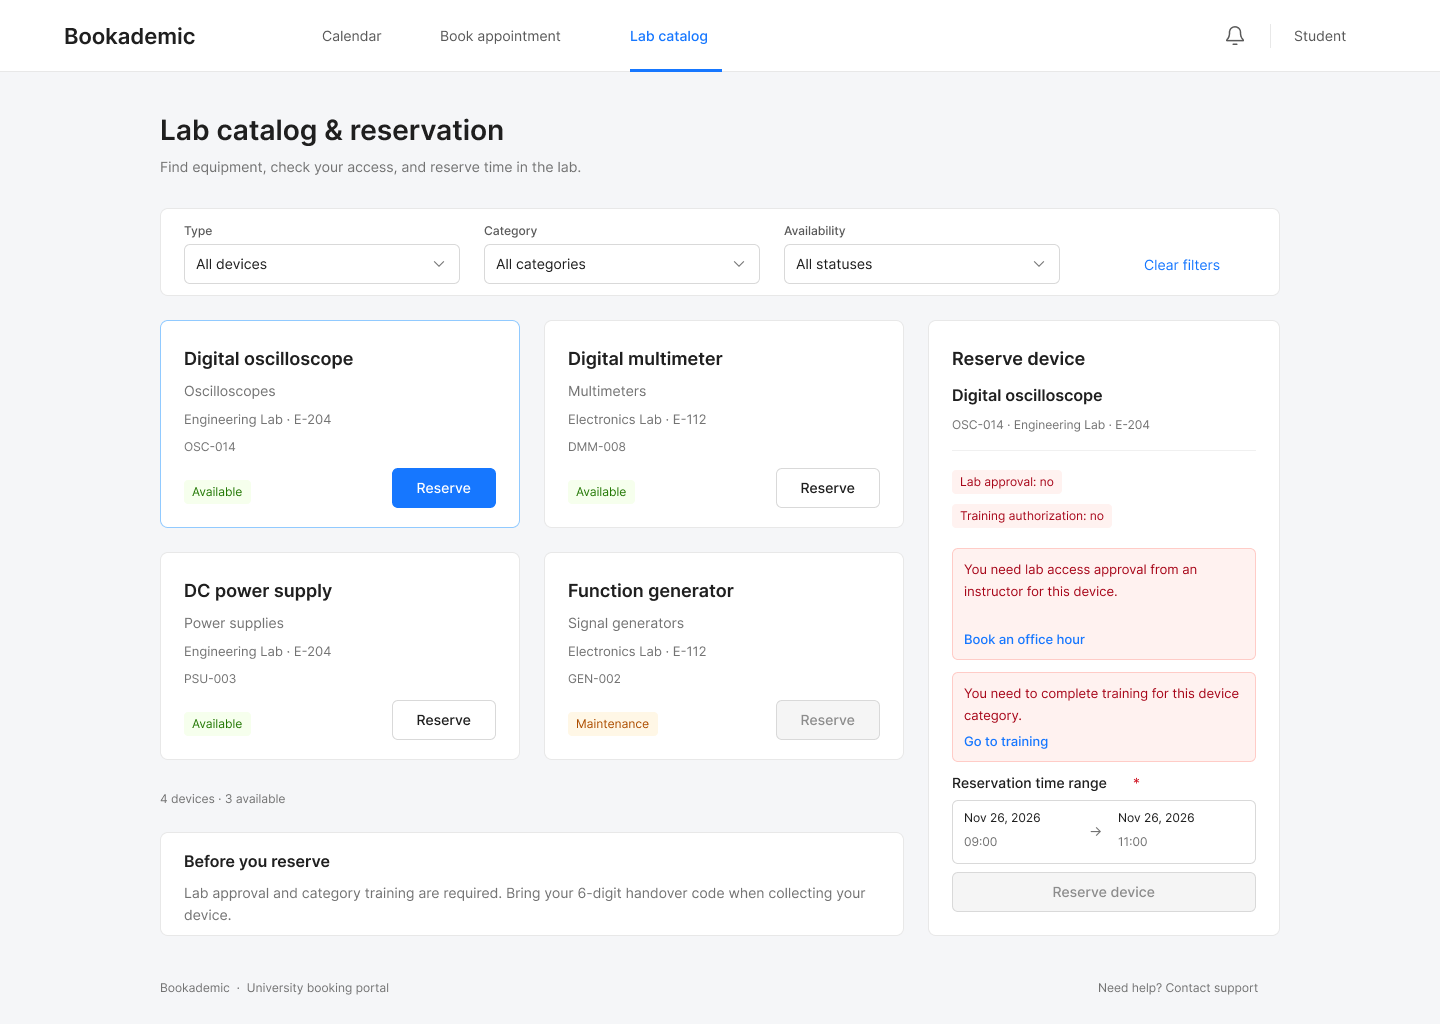 Bookademic
Calendar
Book appointment
Lab catalog
Student
Lab catalog & reservation
Find equipment, check your access, and reserve time in the lab.
Type
All devices
Category
All categories
Availability
All statuses
Clear filters
Digital oscilloscope
Oscilloscopes
Engineering Lab · E-204
OSC-014
Available
Reserve
Digital multimeter
Multimeters
Electronics Lab · E-112
DMM-008
Available
Reserve
DC power supply
Power supplies
Engineering Lab · E-204
PSU-003
Available
Reserve
Function generator
Signal generators
Electronics Lab · E-112
GEN-002
Maintenance
Reserve
4 devices · 3 available
Before you reserve
Lab approval and category training are required. Bring your 6-digit handover code when collecting your
device.
Reserve device
Digital oscilloscope
OSC-014 · Engineering Lab · E-204
Lab approval: no
Training authorization: no
You need lab access approval from an
instructor for this device.
Book an office hour
You need to complete training for this device
category.
Go to training
Reservation time range *
Nov 26, 2026 → Nov 26, 2026
09:00 11:00
Reserve device
Bookademic · University booking portal
Need help? Contact support